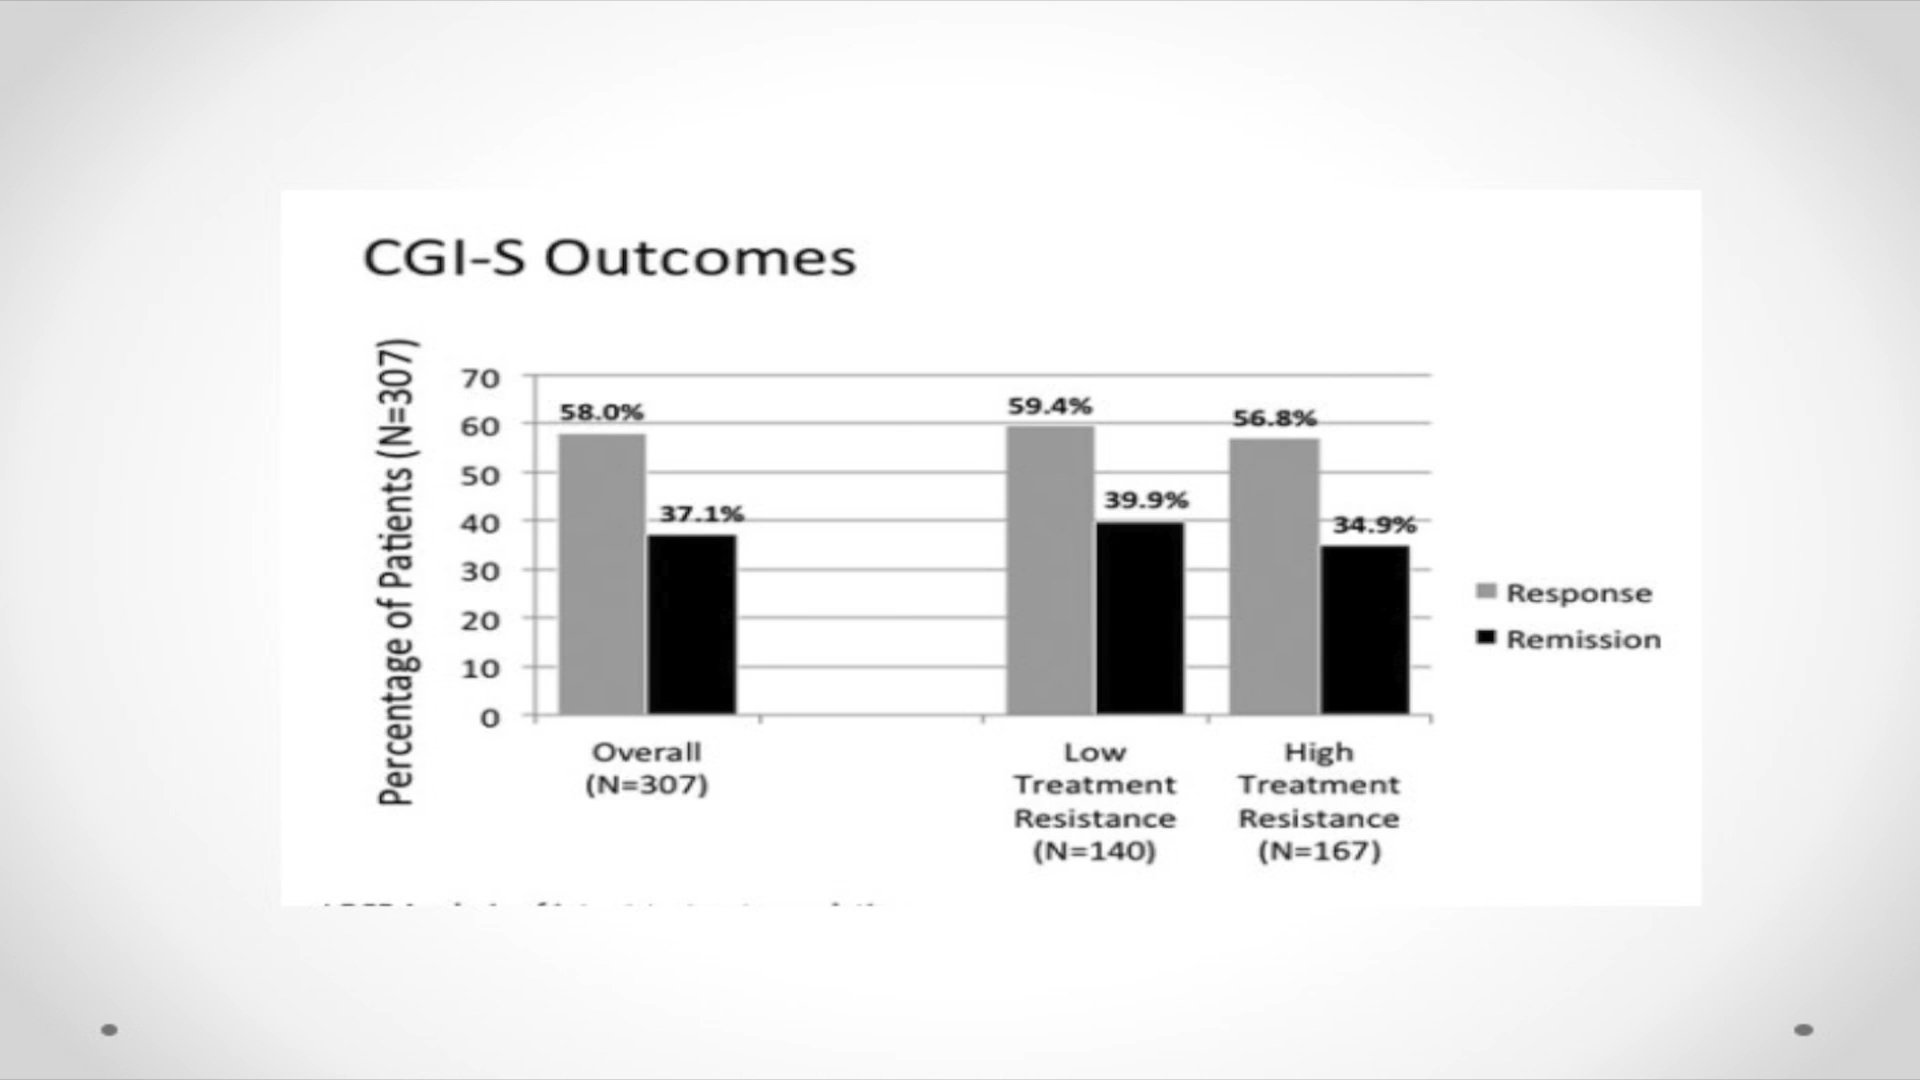 CGI-S Outcomes
Percentage of Patients (N=307)
70
60
50
40
30
20
10
0
58.0%
37.1%
59.4%
39.9%
56.8%
34.9%
Overall
(N=307)
Low
Treatment
Resistance
(N=140)
High
Treatment
Resistance
(N=167)
Response
Remission